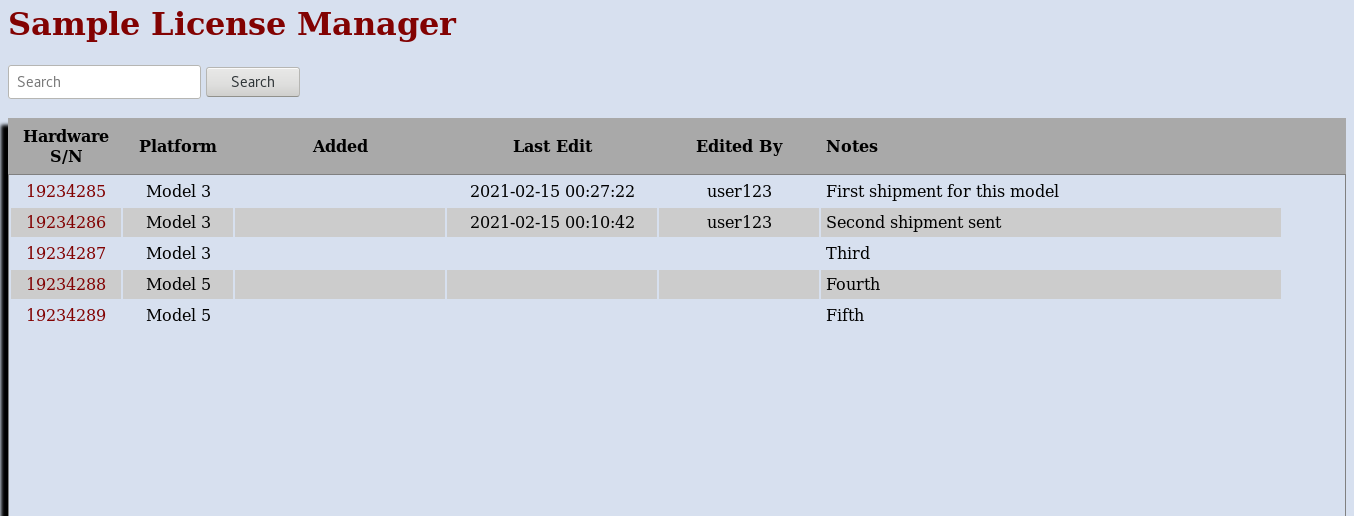 Sample License Manager
Search Search
Hardware S/N Platform Added Last Edit Edited By Notes
19234285 Model 3 2021-02-15 00:27:22 user123 First shipment for this model
19234286 Model 3 2021-02-15 00:10:42 user123 Second shipment sent
19234287 Model 3 Third
19234288 Model 5 Fourth
19234289 Model 5 Fifth